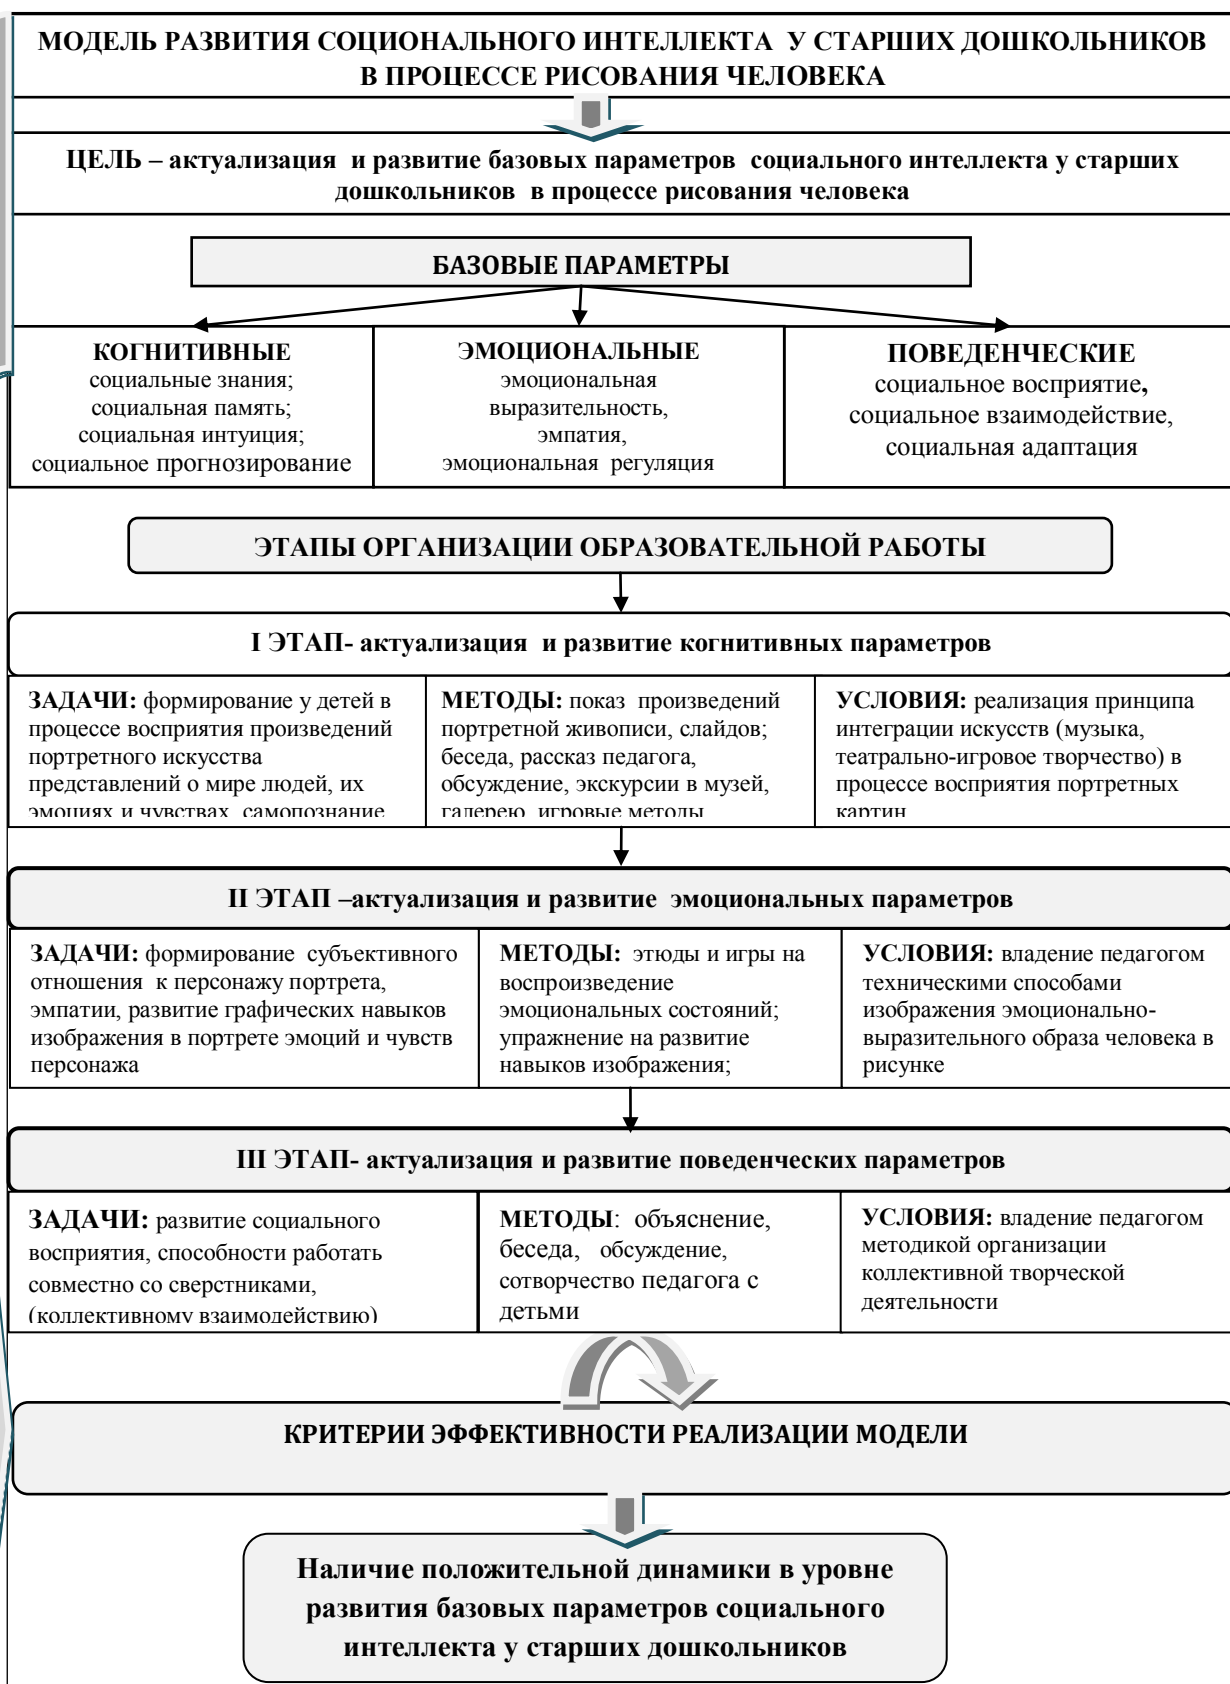 МОДЕЛЬ РАЗВИТИЯ СОЦИОНАЛЬНОГО ИНТЕЛЛЕКТА У СТАРШИХ ДОШКОЛЬНИКОВ
В ПРОЦЕССЕ РИСОВАНИЯ ЧЕЛОВЕКА
ЦЕЛЬ – актуализация и развитие базовых параметров социального интеллекта у старших
дошкольников в процессе рисования человека
БАЗОВЫЕ ПАРАМЕТРЫ
КОГНИТИВНЫЕ
социальные знания;
социальная память;
социальная интуиция;
социальное прогнозирование
ЭМОЦИОНАЛЬНЫЕ
эмоциональная
выразительность,
эмпатия,
эмоциональная регуляция
ПОВЕДЕНЧЕСКИЕ
социальное восприятие,
социальное взаимодействие,
социальная адаптация
ЭТАПЫ ОРГАНИЗАЦИИ ОБРАЗОВАТЕЛЬНОЙ РАБОТЫ
I ЭТАП- актуализация и развитие когнитивных параметров
ЗАДАЧИ: формирование у детей в
процессе восприятия произведений
портретного искусства
представлений о мире людей, их
эмоциях и чувствах самопознание
МЕТОДЫ: показ произведений
портретной живописи, слайдов;
беседа, рассказ педагога,
обсуждение, экскурсии в музей,
галерею игровые методы
УСЛОВИЯ: реализация принципа
интеграции искусств (музыка,
театрально-игровое творчество) в
процессе восприятия портретных
картин
II ЭТАП –актуализация и развитие эмоциональных параметров
ЗАДАЧИ: формирование субъективного
отношения к персонажу портрета,
эмпатии, развитие графических навыков
изображения в портрете эмоций и чувств
персонажа
МЕТОДЫ: этюды и игры на
воспроизведение
эмоциональных состояний;
упражнение на развитие
навыков изображения;
УСЛОВИЯ: владение педагогом
техническими способами
изображения эмоционально-
выразительного образа человека в
рисунке
III ЭТАП- актуализация и развитие поведенческих параметров
ЗАДАЧИ: развитие социального
восприятия, способности работать
совместно со сверстниками,
(коллективному взаимодействию)
МЕТОДЫ: объяснение,
беседа, обсуждение,
сотворчество педагога с
детьми
УСЛОВИЯ: владение педагогом
методикой организации
коллективной творческой
деятельности
КРИТЕРИИ ЭФФЕКТИВНОСТИ РЕАЛИЗАЦИИ МОДЕЛИ
Наличие положительной динамики в уровне
развития базовых параметров социального
интеллекта у старших дошкольников